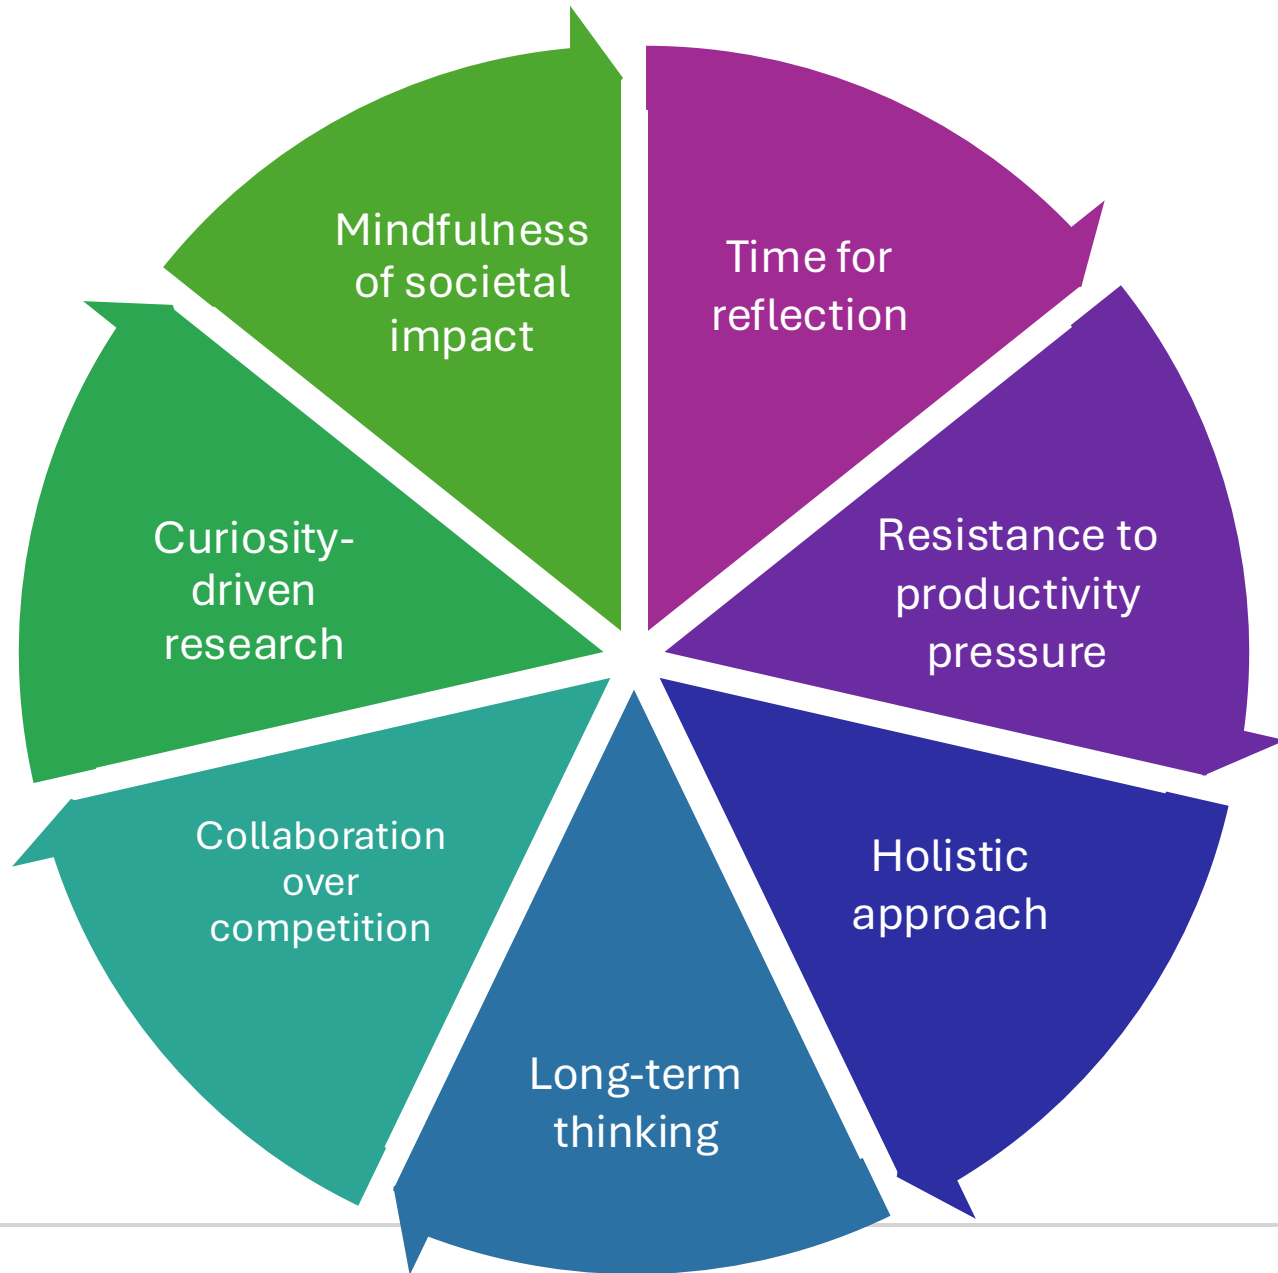 Time for
reflection
Resistance to
productivity
pressure
Holistic
approach
Long-term
thinking
Collaboration
over
competition
Curiosity-
driven
research
Mindfulness
of societal
impact